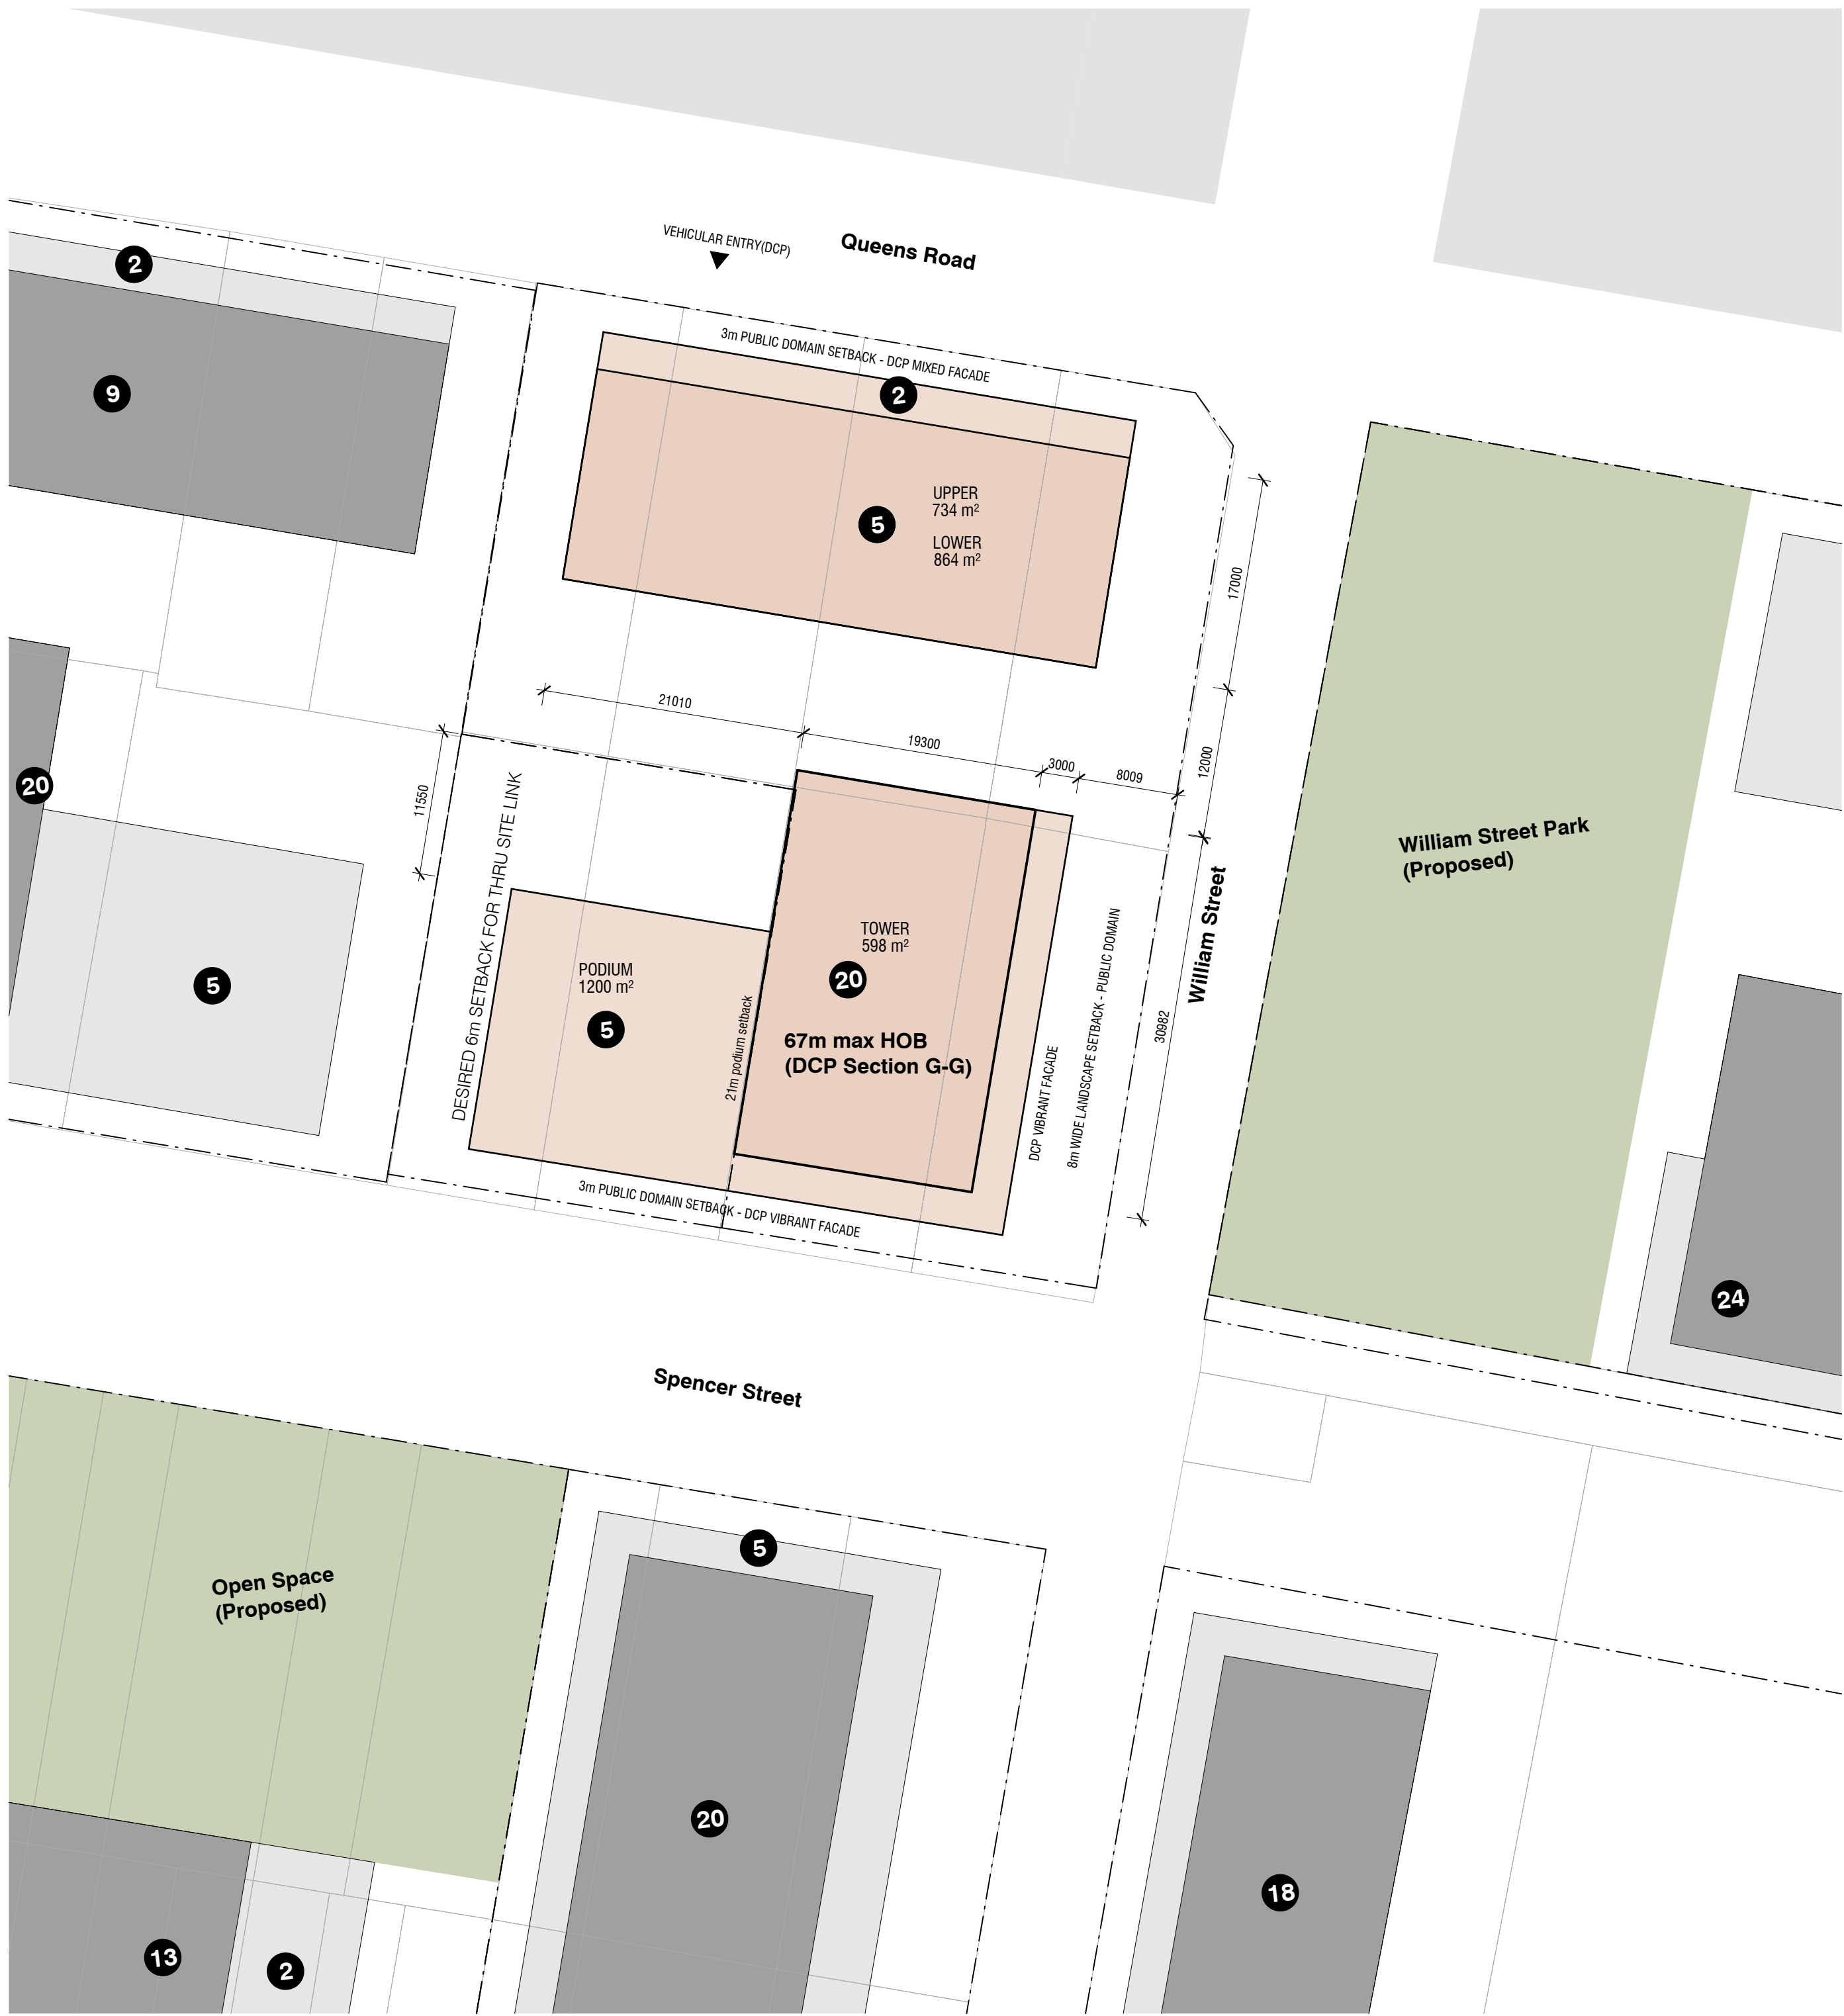 VEHICULAR ENTRY(DCP)
Queens Road
2
9
3m PUBLIC DOMAIN SETBACK - DCP MIXED FACADE
2
5
UPPER
734 m²
LOWER
864 m²
17000
21010
19300
3000
8009
12000
20
11550
DESIRED 6m SETBACK FOR THRU SITE LINK
William Street Park
(Proposed)
William Street
5
PODIUM
1200 m²
5
TOWER
598 m²
20
67m max HOB
(DCP Section G-G)
21m podium setback
DCP VIBRANT FACADE
8m WIDE LANDSCAPE SETBACK - PUBLIC DOMAIN
30982
3m PUBLIC DOMAIN SETBACK - DCP VIBRANT FACADE
24
Spencer Street
Open Space
(Proposed)
5
20
18
13
2